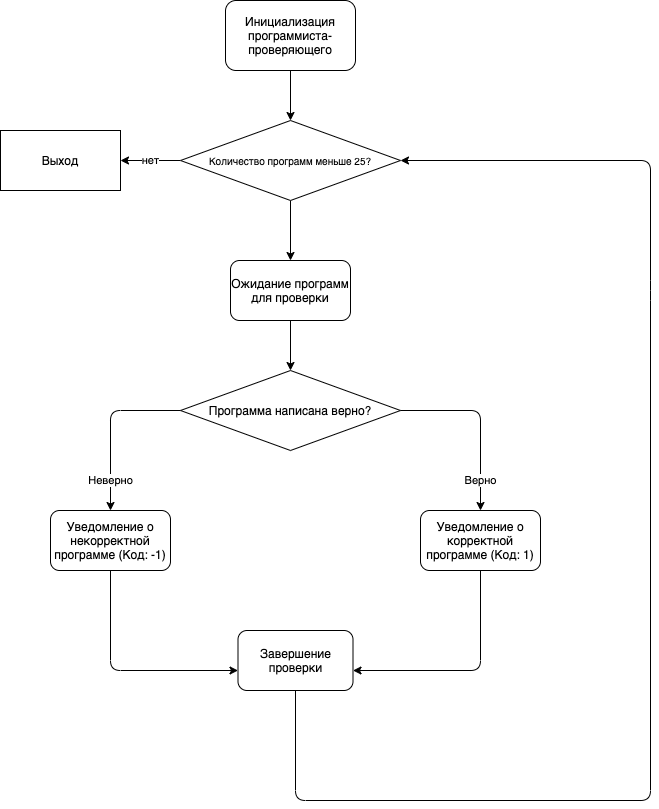 Инициализация
программиста-
проверяющего
Количество программ меньше 25?
нет
Выход
Ожидание программ
для проверки
Программа написана верно?
Неверно
Верно
Уведомление о
некорректной
программе (Код: -1)
Уведомление о
корректной
программе (Код: 1)
Завершение
проверки